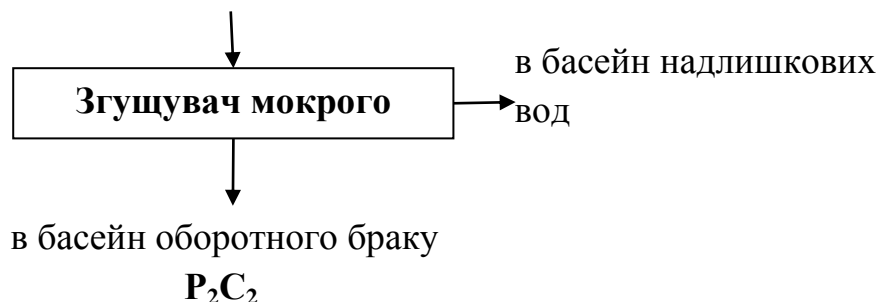 в басейн надлишкових
вод
Згущувач мокрого
в басейн оборотного браку
P₂C₂